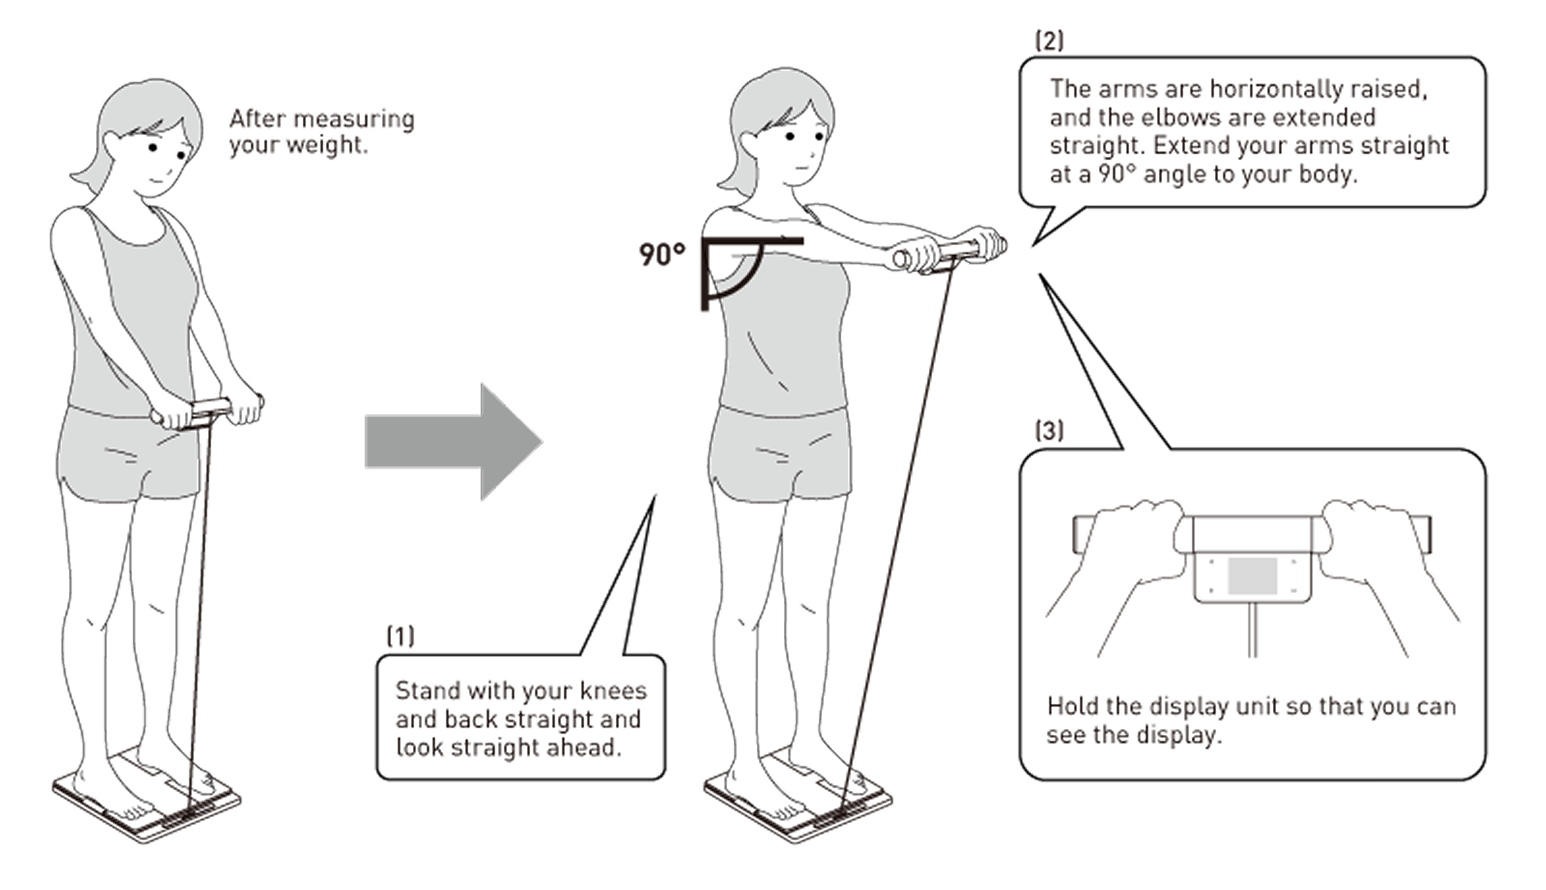 After measuring
your weight.
90°
(1)
Stand with your knees
and back straight and
look straight ahead.
(2)
The arms are horizontally raised,
and the elbows are extended
straight. Extend your arms straight
at a 90° angle to your body.
(3)
Hold the display unit so that you can
see the display.